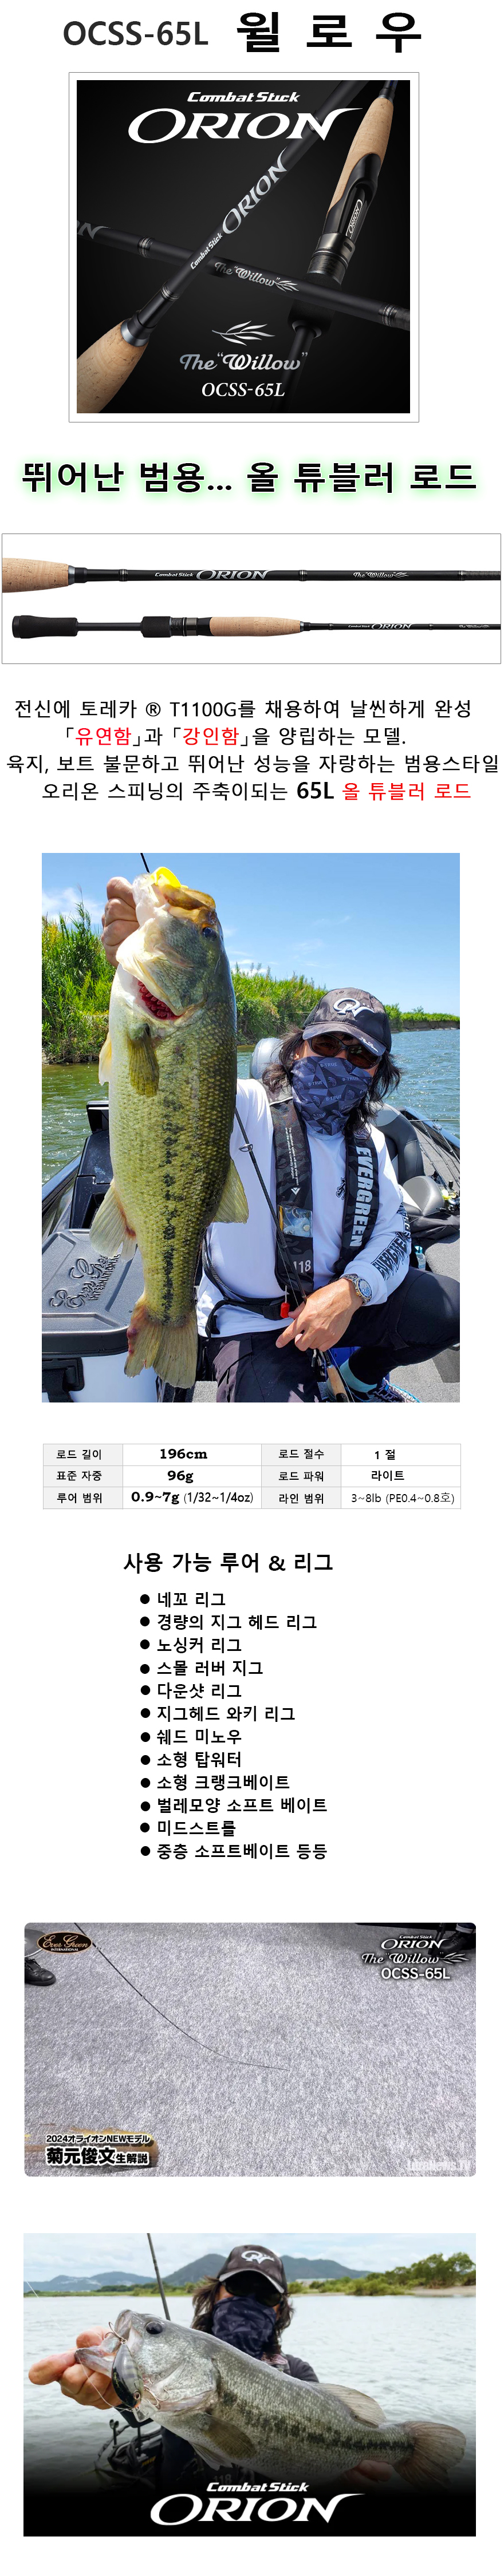 OCSS-65L 윌로우
Combat Stick
ORION
Combat Stick ORION
The "Willow"
The "Willow"
OCSS-65L
뛰어난 범용... 올 튜블러 로드
Combat Stick ORION The "Willow"
Combat Stick ORION
전신에 토레카 ® T1100G를 채용하여 날씬하게 완성
「유연함」과 「강인함」을 양립하는 모델.
육지, 보트 불문하고 뛰어난 성능을 자랑하는 범용스타일
오리온 스피닝의 주축이되는 65L 올 튜블러 로드
EVERGREEN
로드 길이 196cm 로드 절수 1 절
표준 자중 96g 로드 파워 라이트
루어 범위 0.9~7g (1/32~1/4oz) 라인 범위 3~8lb (PE0.4~0.8호)
사용 가능 루어 & 리그
● 네꼬 리그
● 경량의 지그 헤드 리그
● 노싱커 리그
● 스몰 러버 지그
● 다운샷 리그
● 지그헤드 와키 리그
● 쉐드 미노우
● 소형 탑워터
● 소형 크랭크베이트
● 벌레모양 소프트 베이트
● 미드스트롤
● 중층 소프트베이트 등등
Ever Green
Combat Stick
ORION
The "Willow"
OCSS-65L
2024オライオンNEWモデル
菊元俊文生解説
LureNews.TV
Combat Stick
ORION